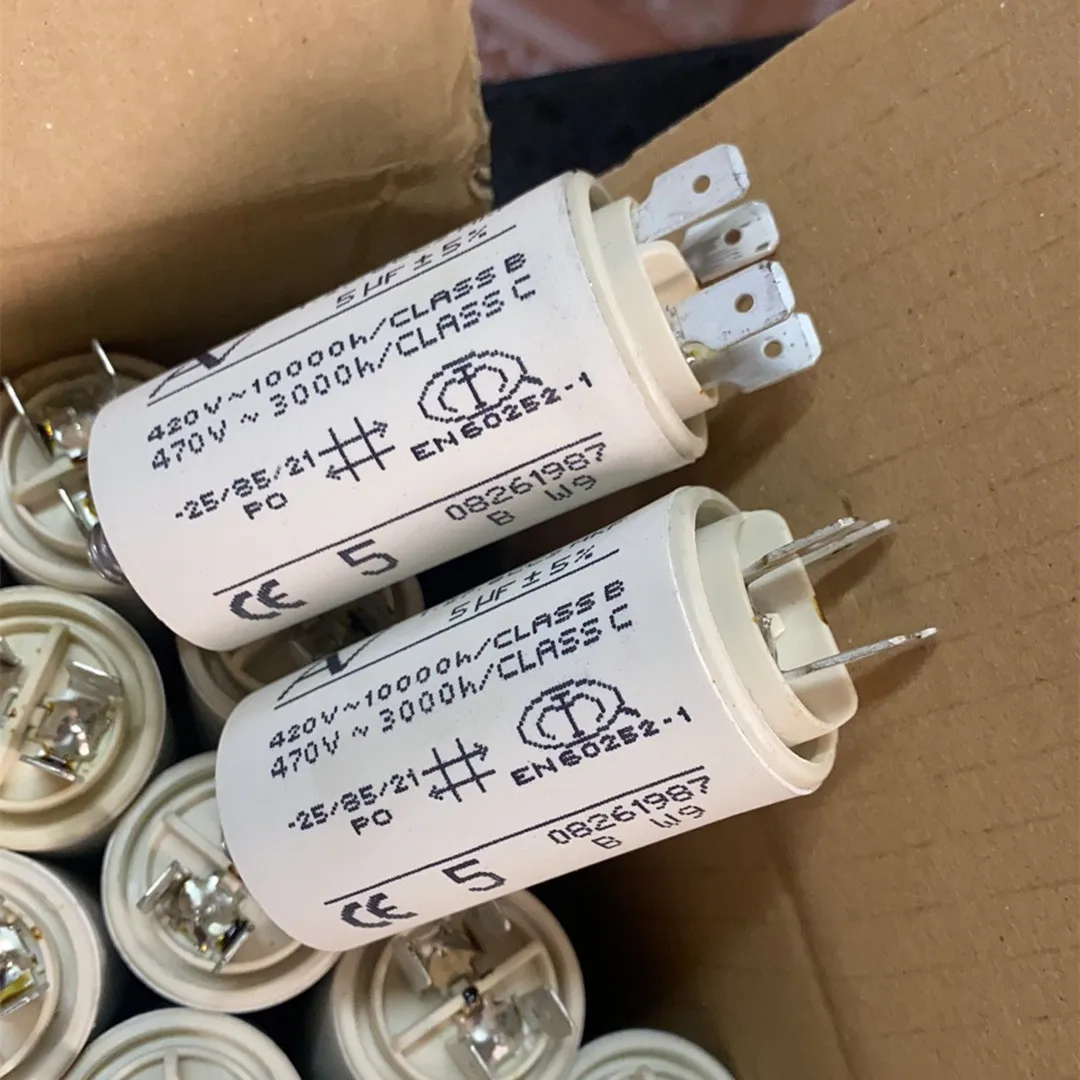 5µF ± 5%
420V~10000h/CLASS B
470V~3000h/CLASS C
-25/85/21
PO
EN60252-1
08261987
CE 5 B W9
5µF ± 5%
420V~10000h/CLASS B
470V~3000h/CLASS C
-25/85/21
PO
EN60252-1
08261987
CE 5 B W9